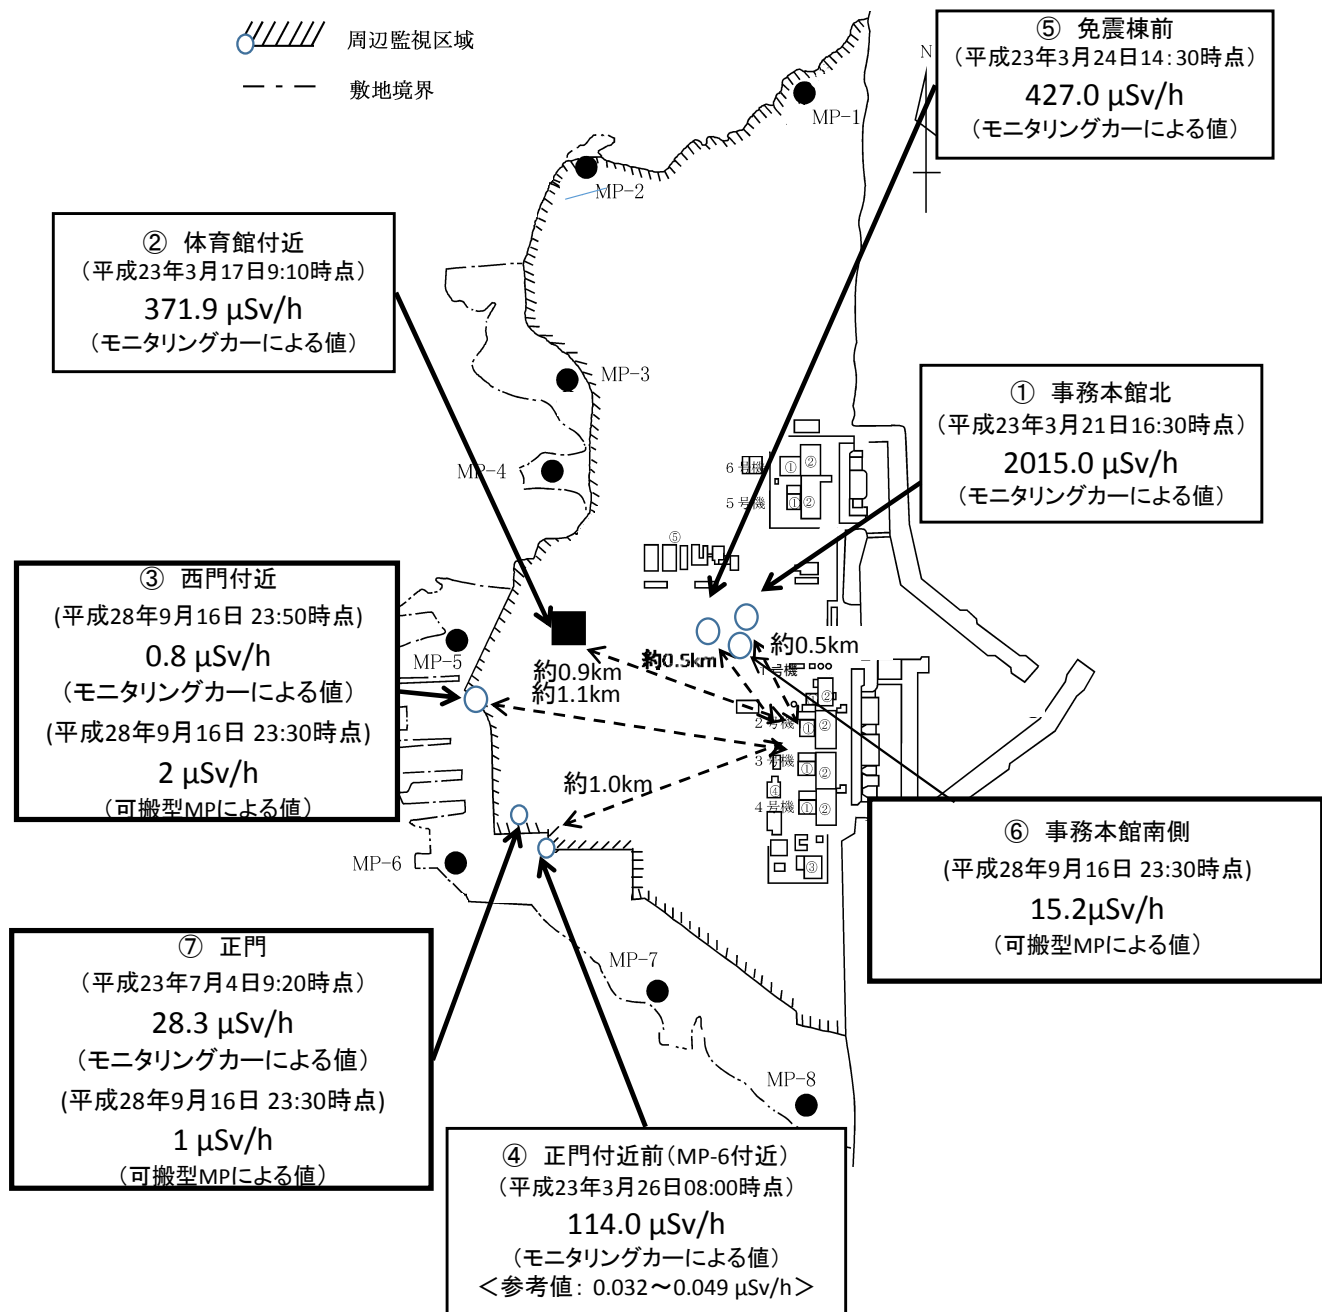 周辺監視区域
敷地境界
⑤ 免震棟前
（平成23年3月24日14：30時点）
427.0 μSv/h
（モニタリングカーによる値）
N
MP-1
MP-2
② 体育館付近
（平成23年3月17日9:10時点）
371.9 μSv/h
（モニタリングカーによる値）
MP-3
① 事務本館北
（平成23年3月21日16:30時点）
2015.0 μSv/h
（モニタリングカーによる値）
MP-4
6号機
①
②
5号機
①
②
⑤
③ 西門付近
(平成28年9月16日 23:50時点)
0.8 μSv/h
（モニタリングカーによる値）
(平成28年9月16日 23:30時点)
2 μSv/h
（可搬型MPによる値）
MP-5
約0.9km
約1.1km
約0.5km
約0.5km
1号機
②
2号機
①
②
3号機
①
②
④
4号機
①
②
③
約1.0km
MP-6
⑥ 事務本館南側
(平成28年9月16日 23:30時点)
15.2μSv/h
（可搬型MPによる値）
⑦ 正門
（平成23年7月4日9:20時点）
28.3 μSv/h
（モニタリングカーによる値）
(平成28年9月16日 23:30時点)
1 μSv/h
（可搬型MPによる値）
MP-7
MP-8
④ 正門付近前（MP-6付近）
（平成23年3月26日08:00時点）
114.0 μSv/h
（モニタリングカーによる値）
＜参考値： 0.032～0.049 μSv/h＞